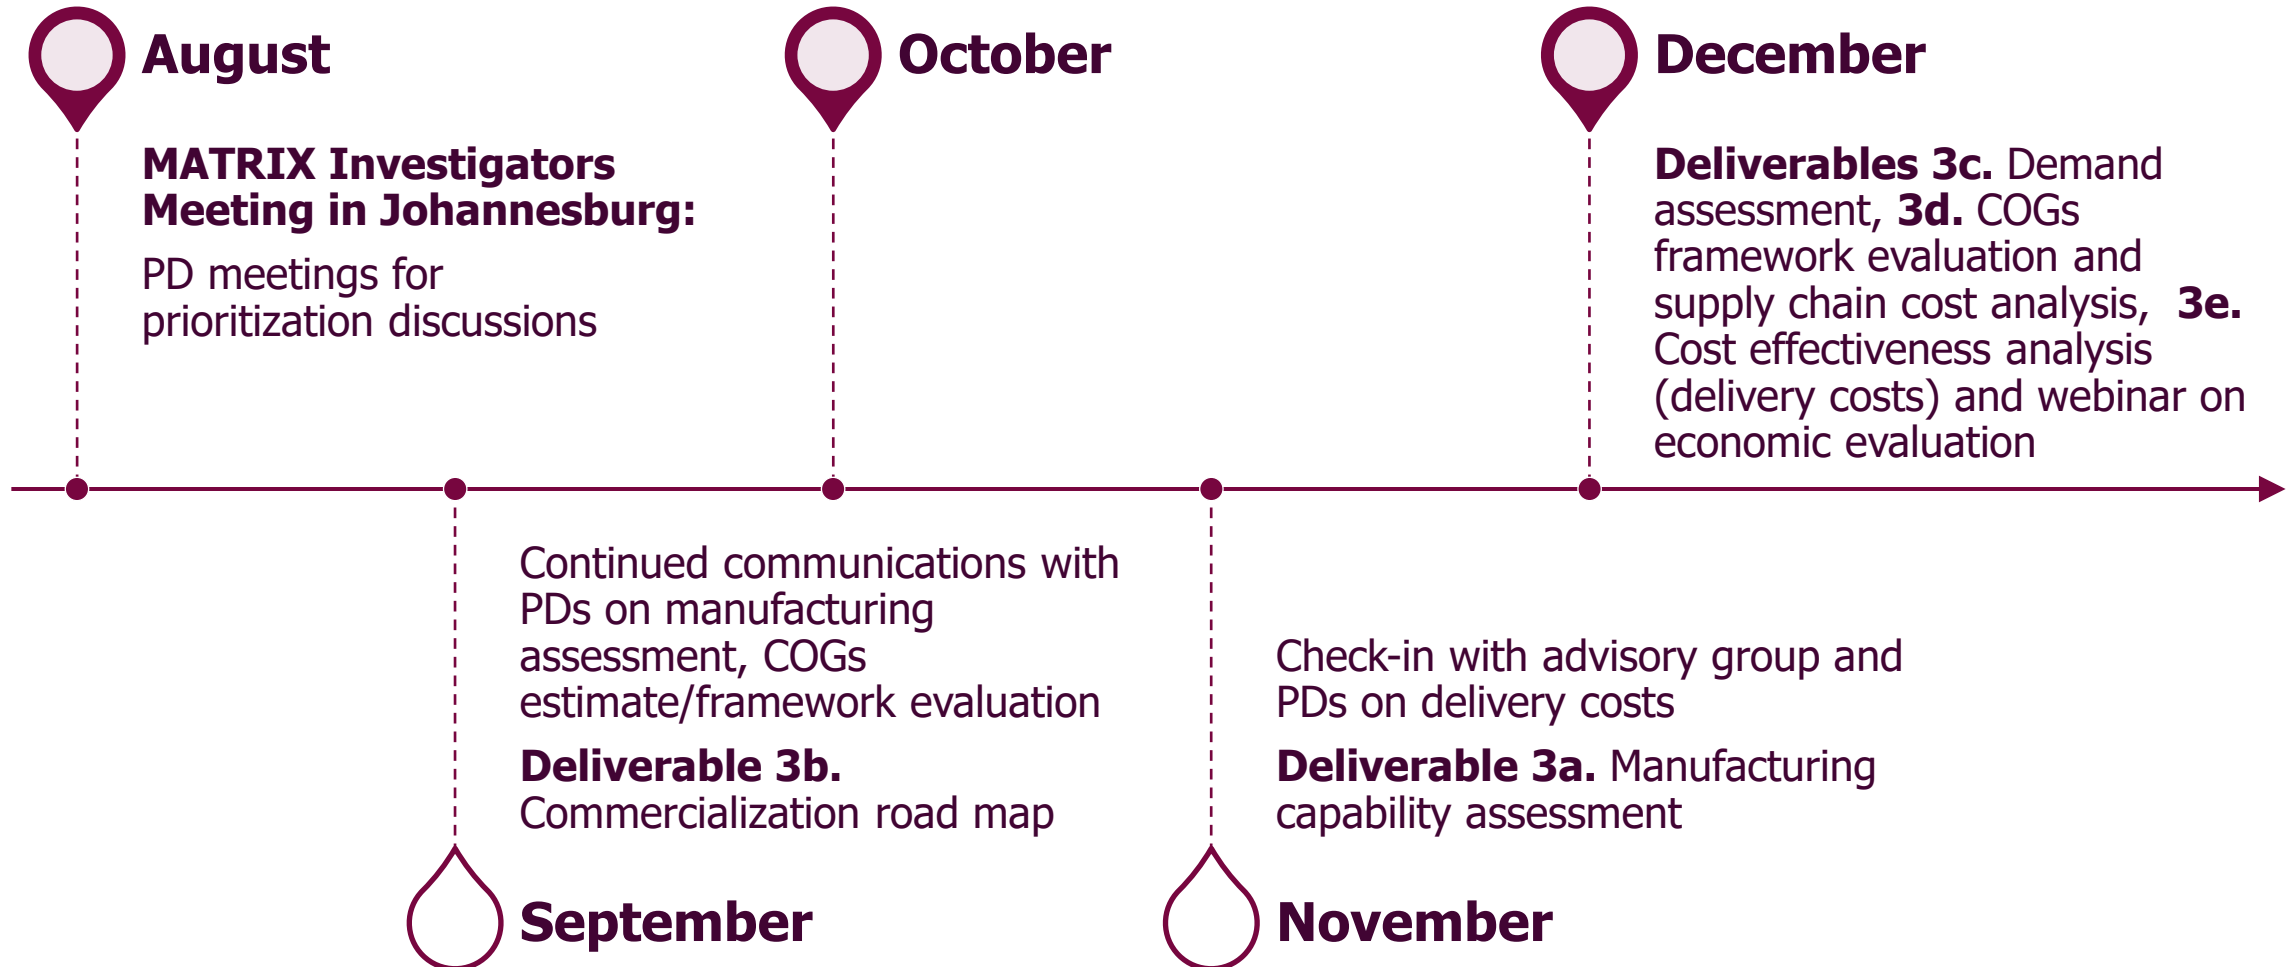 August
MATRIX Investigators
Meeting in Johannesburg:
PD meetings for
prioritization discussions
October
December
Deliverables 3c. Demand
assessment, 3d. COGs
framework evaluation and
supply chain cost analysis,  3e.
Cost effectiveness analysis
(delivery costs) and webinar on
economic evaluation
Continued communications with
PDs on manufacturing
assessment, COGs
estimate/framework evaluation
Deliverable 3b.
Commercialization road map
September
Check-in with advisory group and
PDs on delivery costs
Deliverable 3a. Manufacturing
capability assessment
November